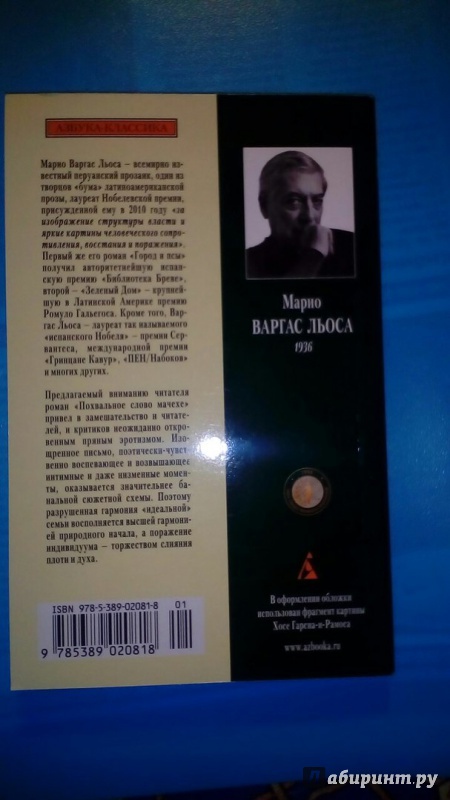 АЗБУКА-КЛАССИКА
Марио Варгас Льоса – всемирно из-
вестный перуанский прозаик, один из
творцов «бума» латиноамериканской
прозы, лауреат Нобелевской премии,
присужденной ему в 2010 году «за
изображение структуры власти и
яркие картины человеческого сопро-
тивления, восстания и поражения».
Первый же его роман «Город и псы»
получил авторитетнейшую испан-
скую премию «Библиотека Бреве»,
второй – «Зеленый Дом» – крупней-
шую в Латинской Америке премию
Ромуло Гальегоса. Кроме того, Вар-
гас Льоса – лауреат так называемого
«испанского Нобеля» – премии Сер-
вантеса, международной премии
«Гринцане Кавур», «ПЕН/Набоков»
и многих других.
Предлагаемый вниманию читателя
роман «Похвальное слово мачехе»
привел в замешательство и читате-
лей, и критиков неожиданно откро-
венным пряным эротизмом. Изо-
щренное письмо, поэтически-чувст-
венно воспевающее и возвышающее
интимные и даже низменные момен-
ты, оказывается значительнее ба-
нальной сюжетной схемы. Поэтому
разрушенная гармония «идеальной»
семьи восполняется высшей гармони-
ей природного начала, а поражение
индивидуума – торжеством слияния
плоти и духа.
ISBN 978-5-389-02081-8
01
9 785389 020818
Марио
ВАРГАС ЛЬОСА
1936
В оформлении обложки
использован фрагмент картины
Хосе Гарсиа-и-Рамоса
www.azbooka.ru
Лабиринт.ру